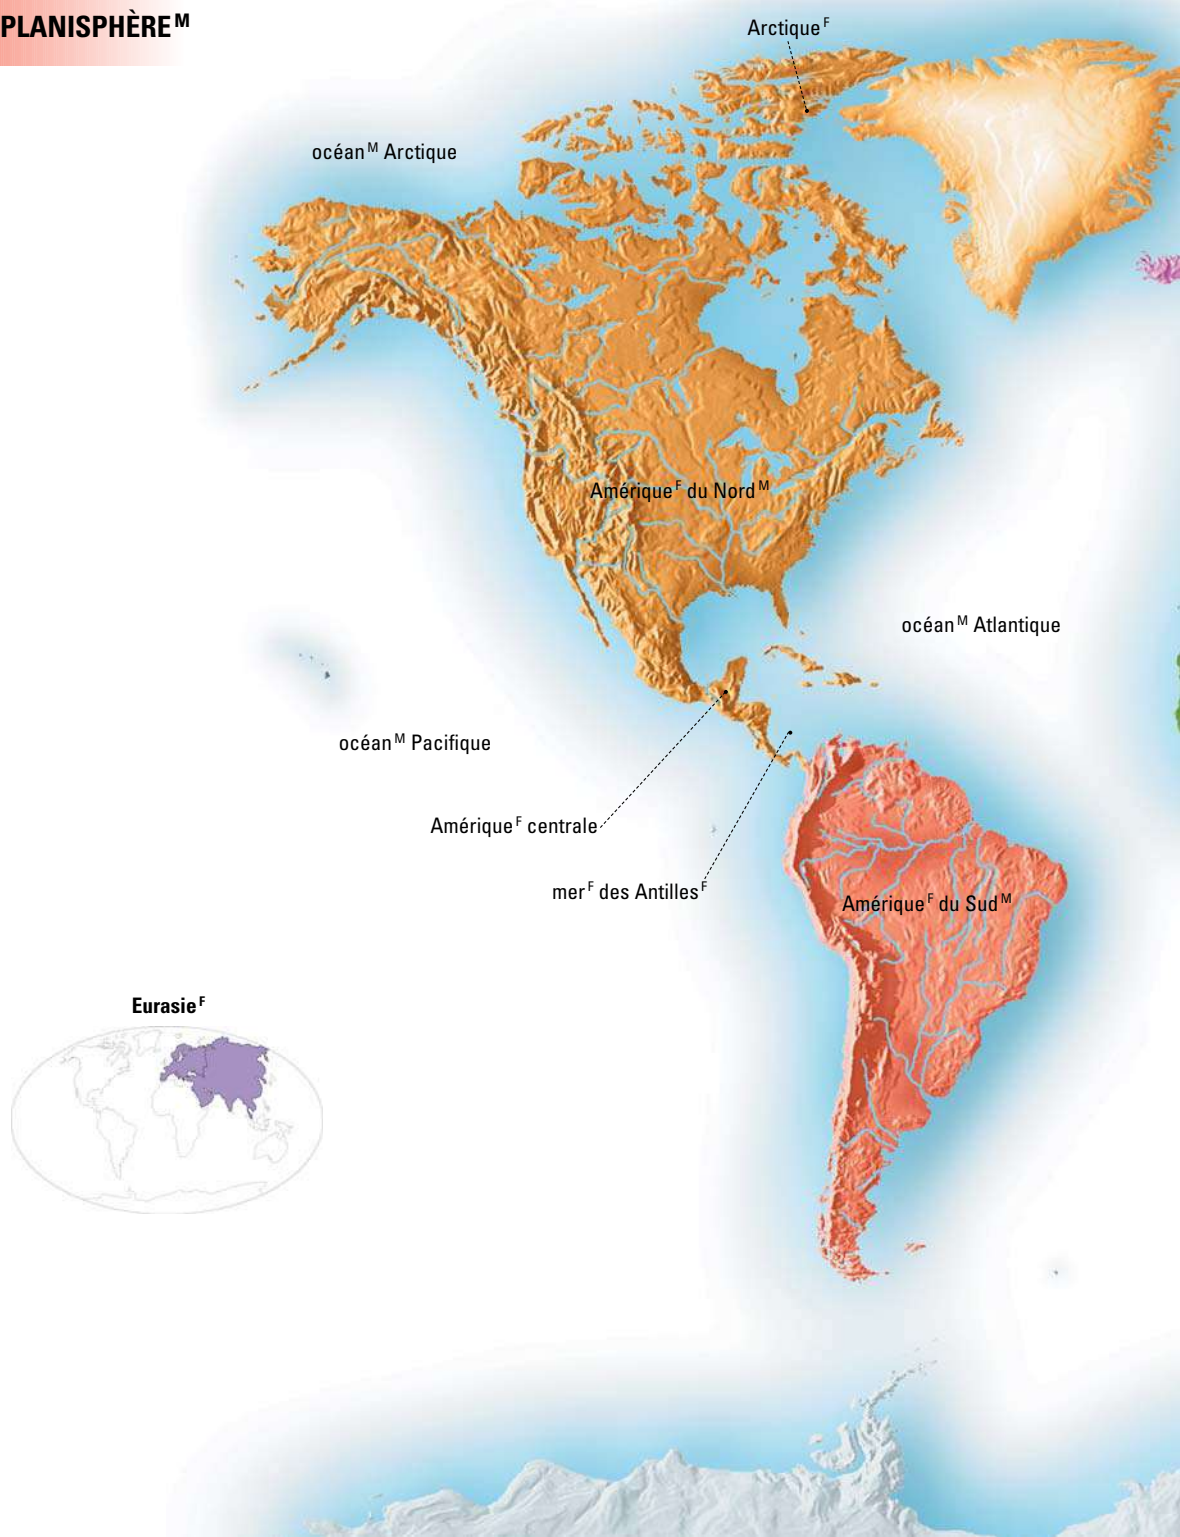 PLANISPHÈRE M
Arctique F
océan M Arctique
Amérique F du Nord M
océan M Atlantique
océan M Pacifique
Amérique F centrale
mer F des Antilles F
Amérique F du Sud M
Eurasie F